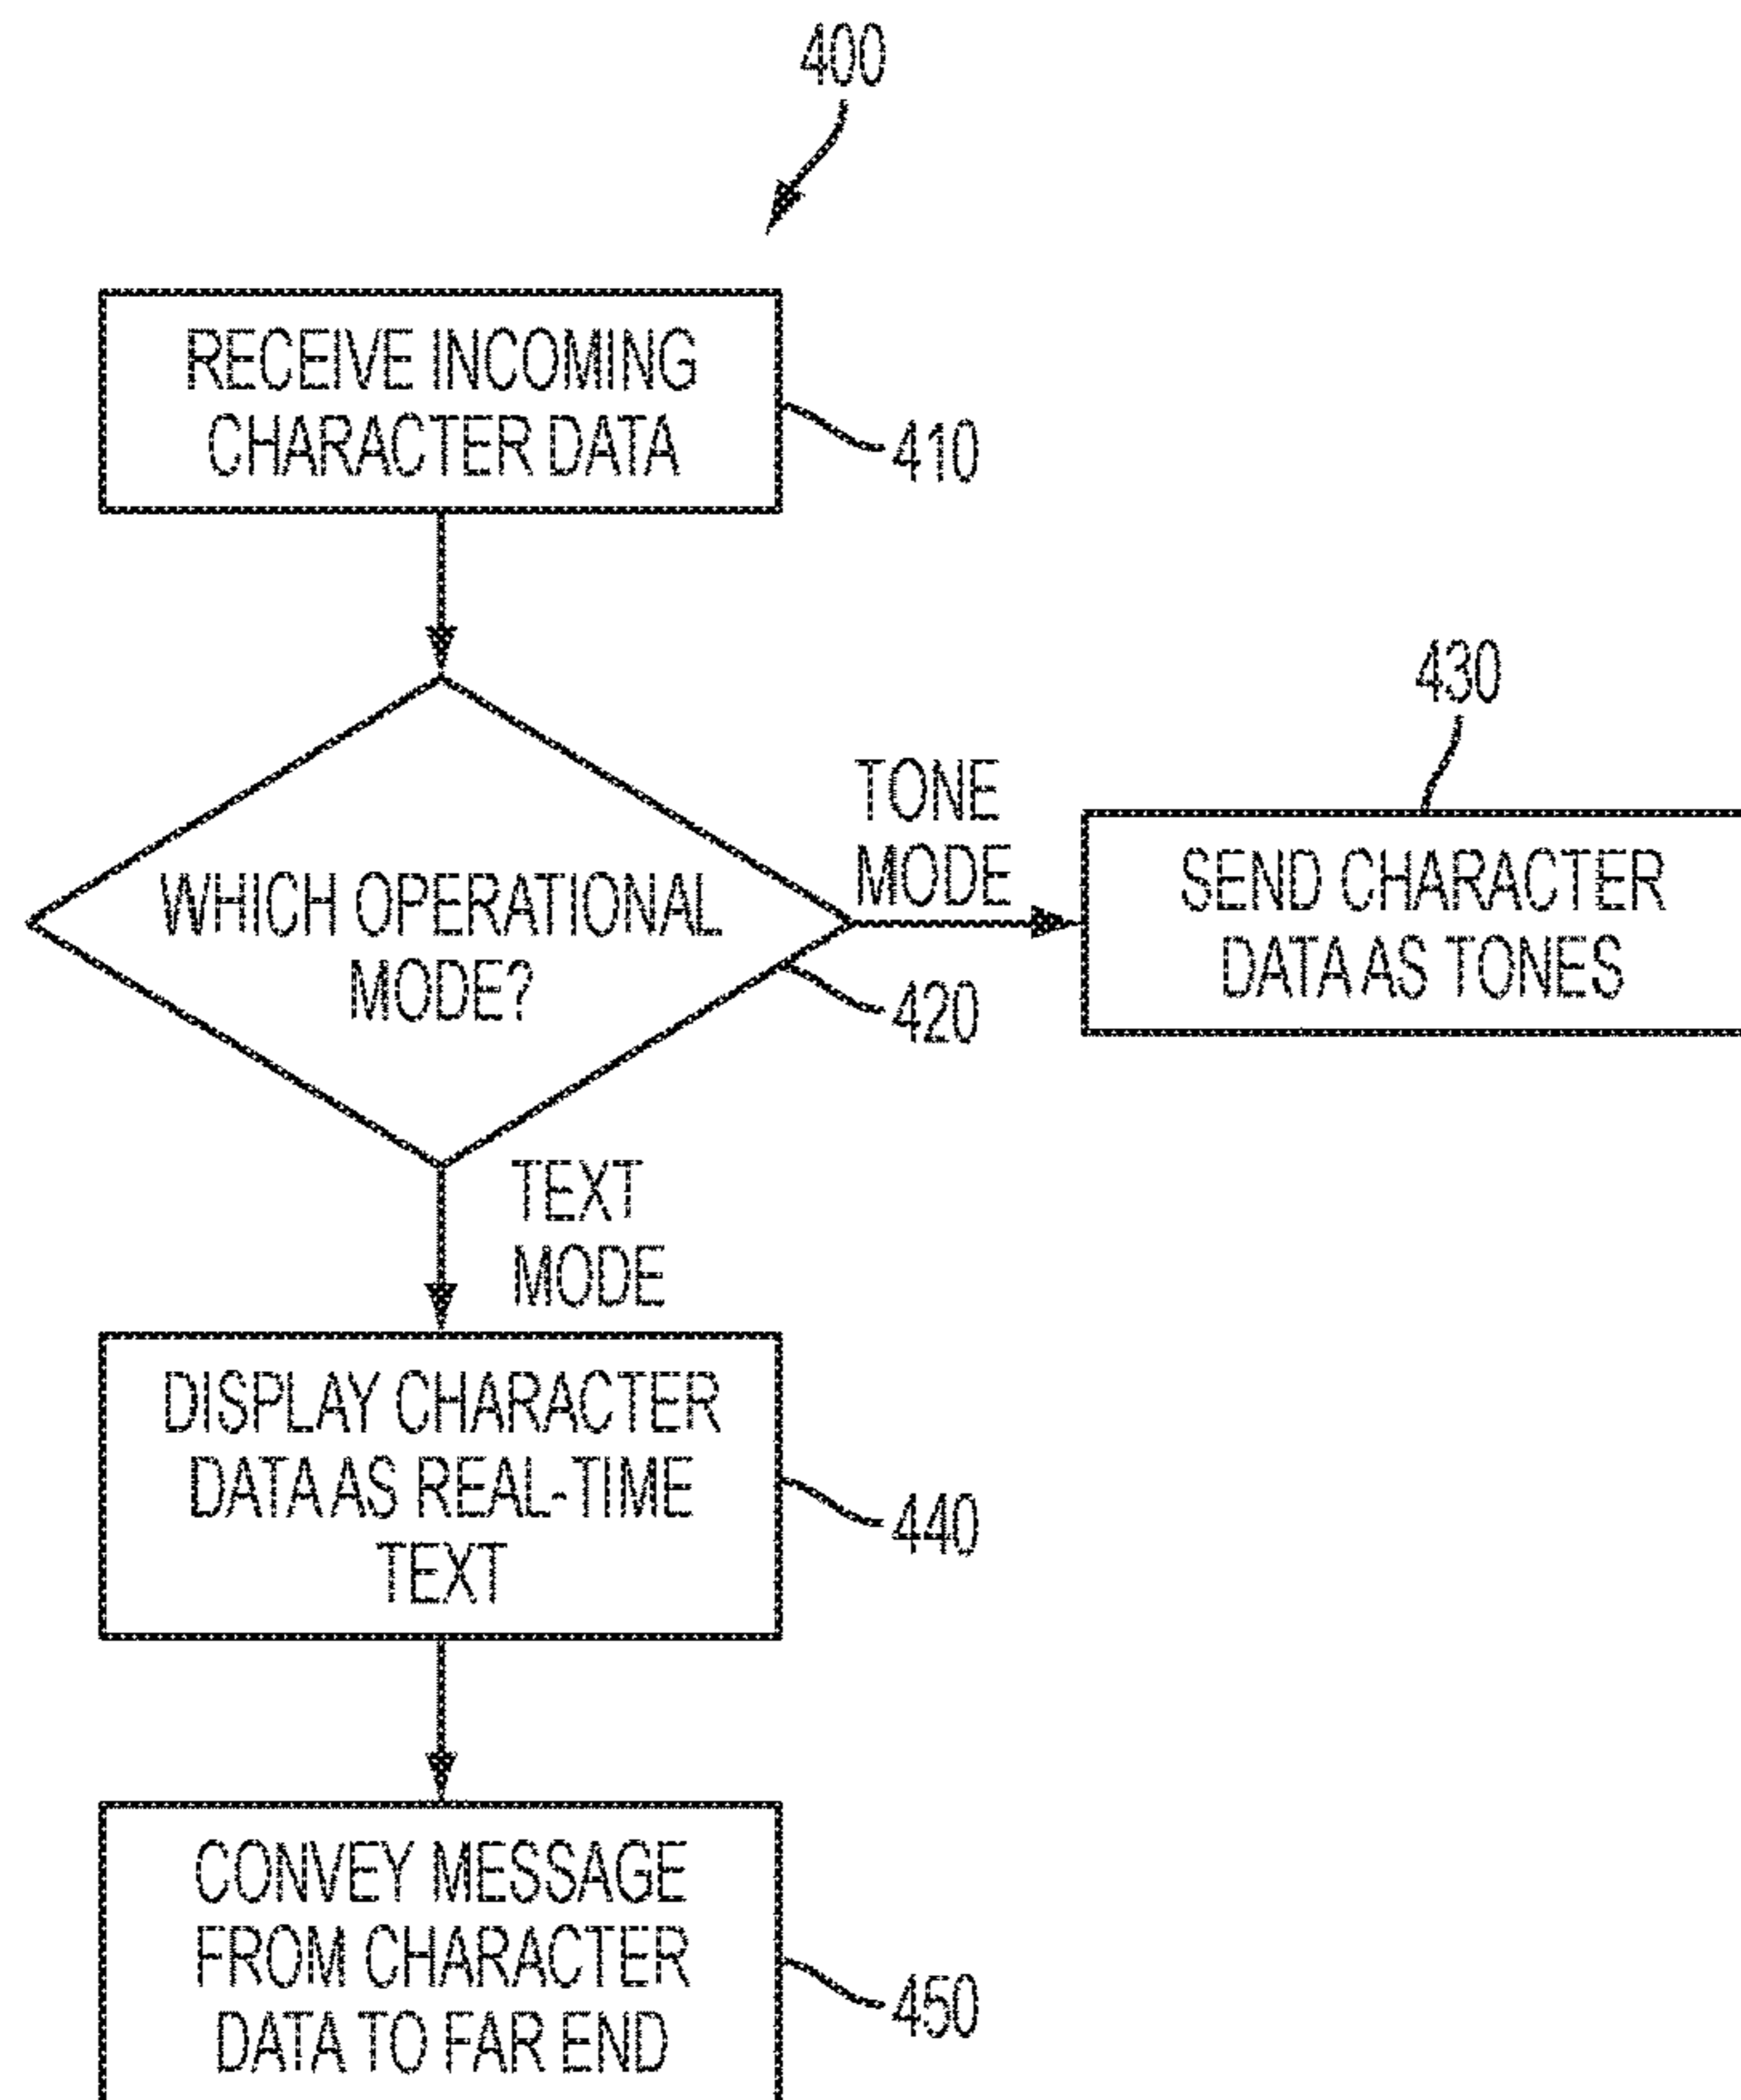 400
RECEIVE INCOMING
CHARACTER DATA
410
430
TONE
MODE
SEND CHARACTER
DATA AS TONES
WHICH OPERATIONAL
MODE?
420
TEXT
MODE
DISPLAY CHARACTER
DATA AS REAL-TIME
TEXT
440
CONVEY MESSAGE
FROM CHARACTER
DATA TO FAR END
450